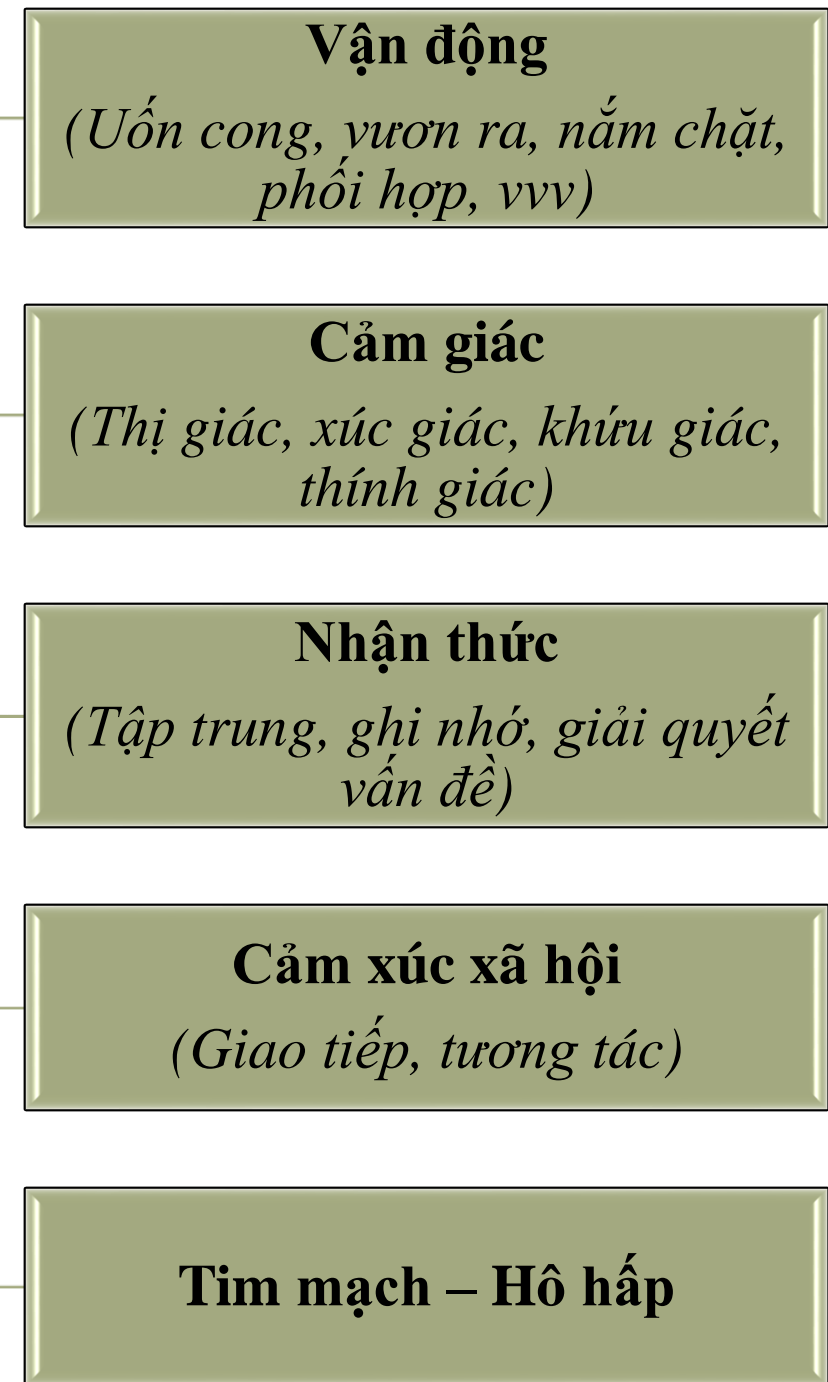 Vận động
(Uốn cong, vươn ra, nắm chặt,
phối hợp, vvv)
Cảm giác
(Thị giác, xúc giác, khứu giác,
thính giác)
Nhận thức
(Tập trung, ghi nhớ, giải quyết
vấn đề)
Cảm xúc xã hội
(Giao tiếp, tương tác)
Tim mạch – Hô hấp